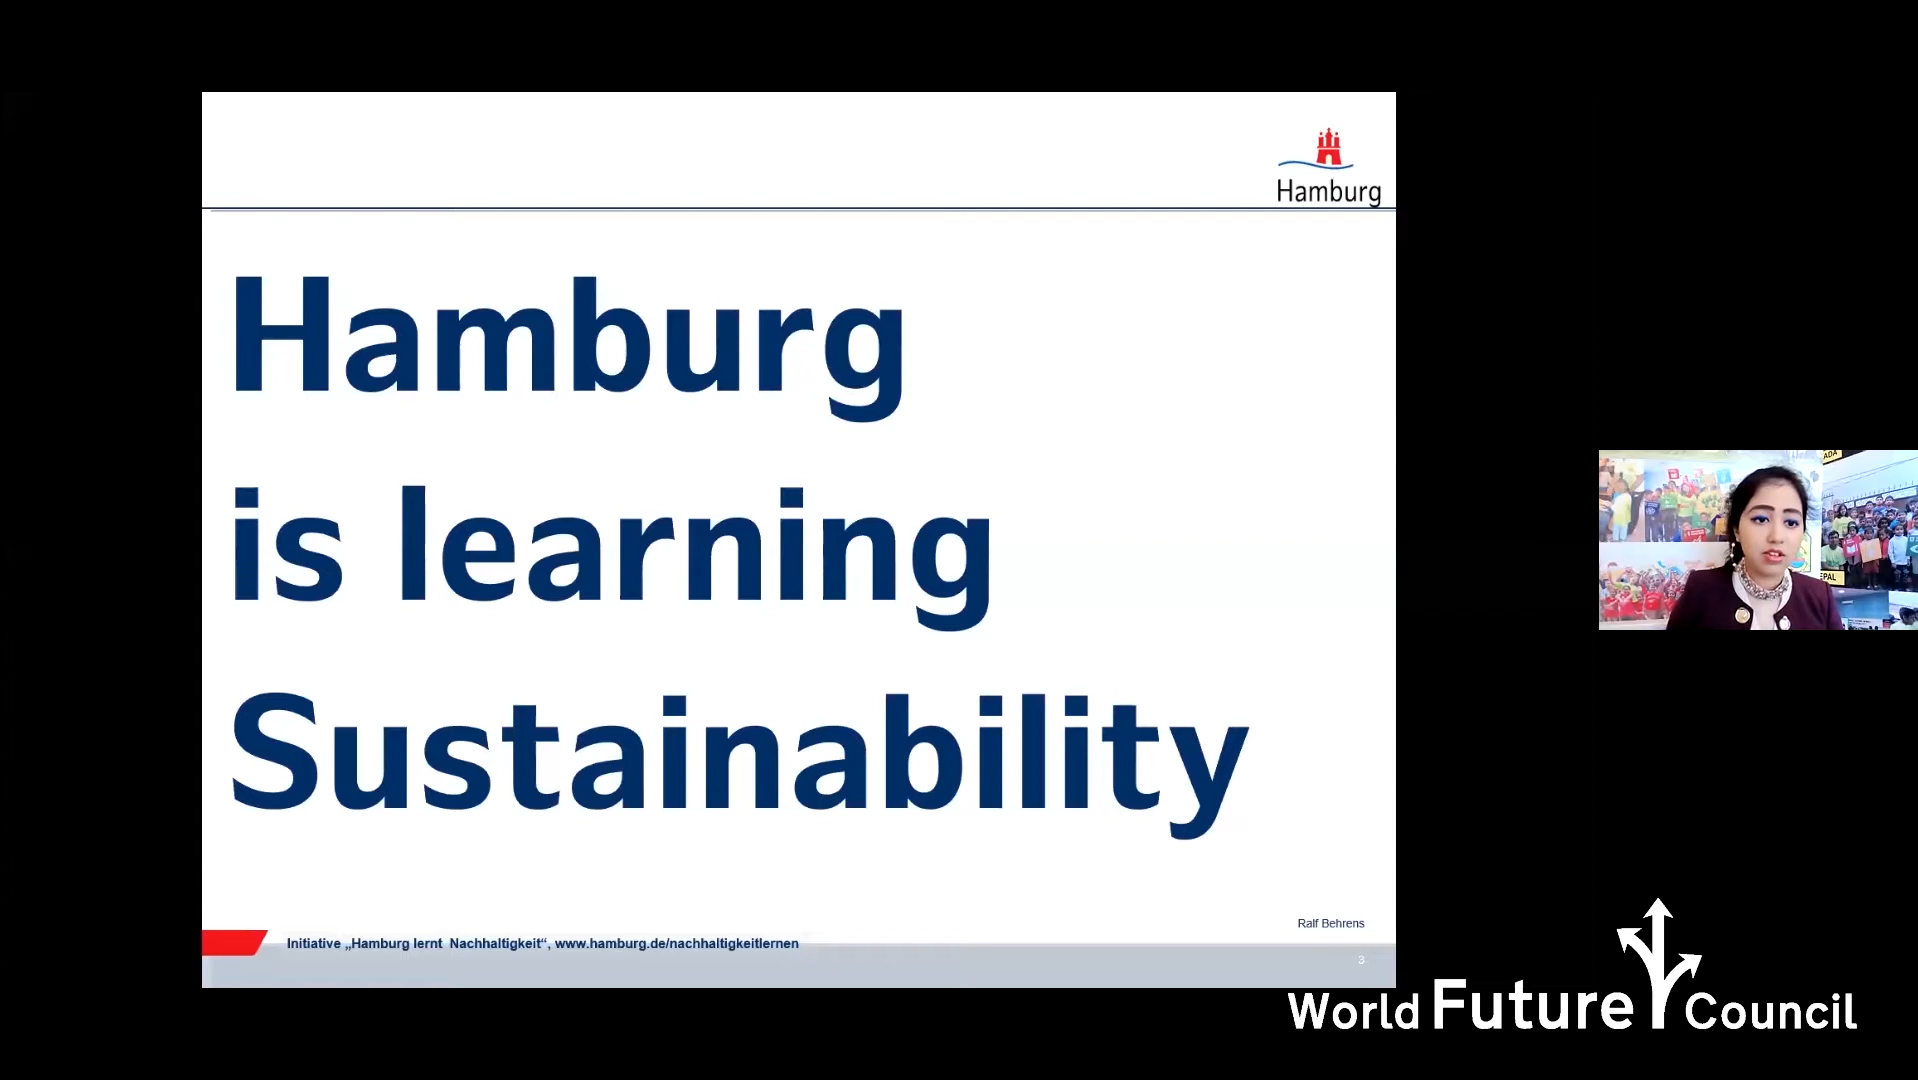 Hamburg
Hamburg
is learning
Sustainability
Ralf Behrens
Initiative „Hamburg lernt Nachhaltigkeit“, www.hamburg.de/nachhaltigkeitlernen
3
World Future Council